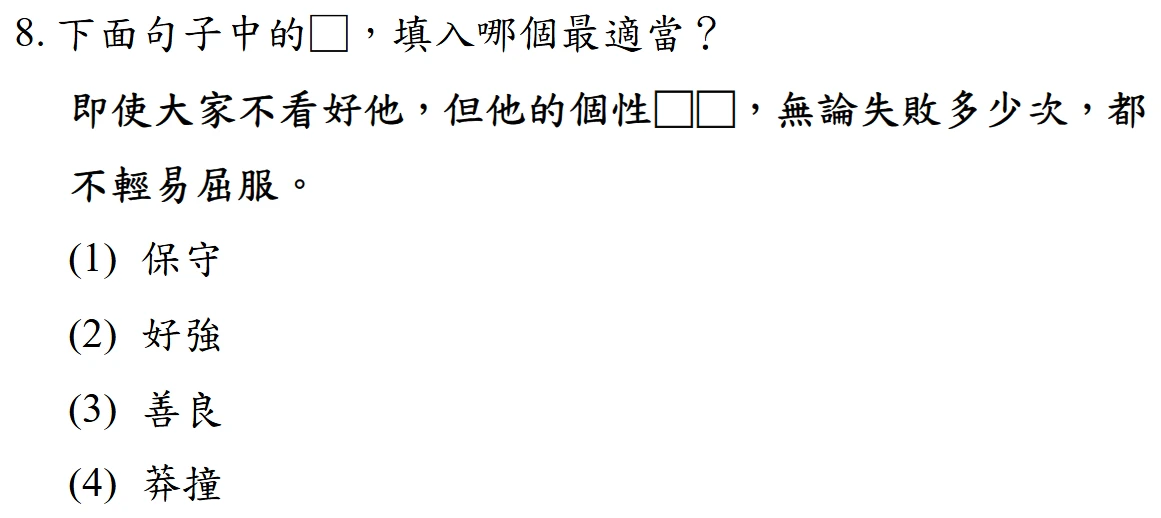 8. 下面句子中的□，填入哪個最適當？
即使大家不看好他，但他的個性□□，無論失敗多少次，都
不輕易屈服。
(1) 保守
(2) 好強
(3) 善良
(4) 莽撞